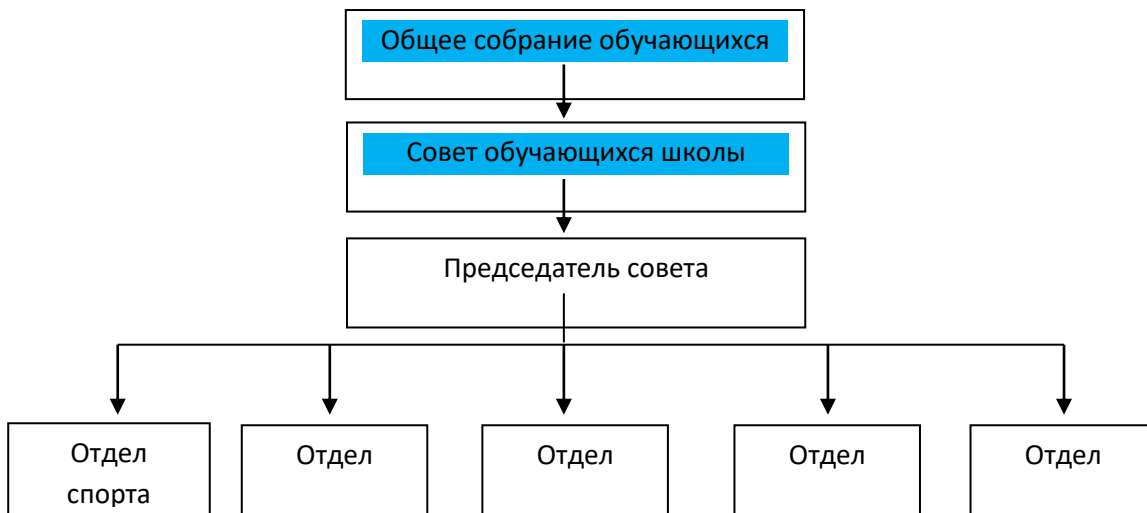 Общее собрание обучающихся
Совет обучающихся школы
Председатель совета
Отдел
спорта
Отдел
Отдел
Отдел
Отдел